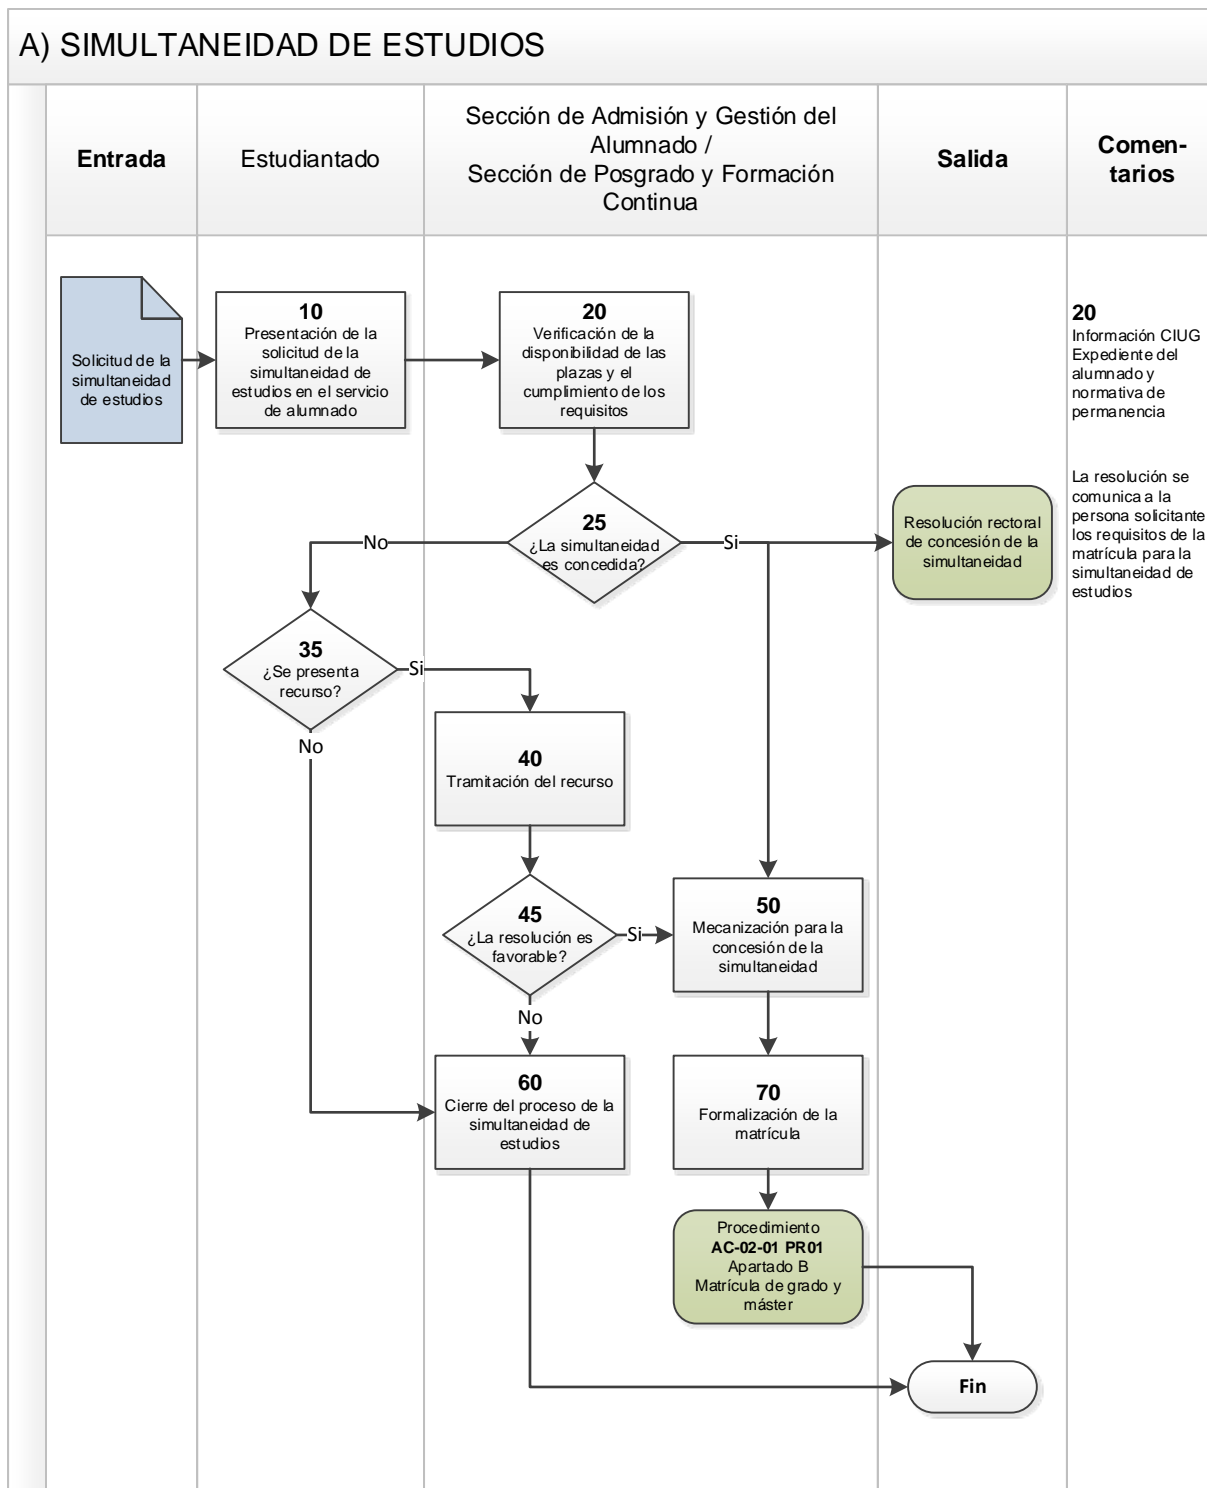 A) SIMULTANEIDAD DE ESTUDIOS
Entrada
Estudiantado
Sección de Admisión y Gestión del
Alumnado /
Sección de Posgrado y Formación
Continua
Salida
Comen-
tarios
Solicitud de la
simultaneidad
de estudios
10
Presentación de la
solicitud de la
simultaneidad de
estudios en el servicio
de alumnado
20
Verificación de la
disponibilidad de las
plazas y el
cumplimiento de los
requisitos
20
Información CIUG
Expediente del
alumnado y
normativa de
permanencia
25
¿La simultaneidad
es concedida?
No
Si
Resolución rectoral
de concesión de la
simultaneidad
La resolución se
comunica a la
persona solicitante
los requisitos de la
matrícula para la
simultaneidad de
estudios
35
¿Se presenta
recurso?
Si
No
40
Tramitación del recurso
45
¿La resolución es
favorable?
Si
No
50
Mecanización para la
concesión de la
simultaneidad
60
Cierre del proceso de la
simultaneidad de
estudios
70
Formalización de la
matrícula
Procedimiento
AC-02-01 PR01
Apartado B
Matrícula de grado y
máster
Fin